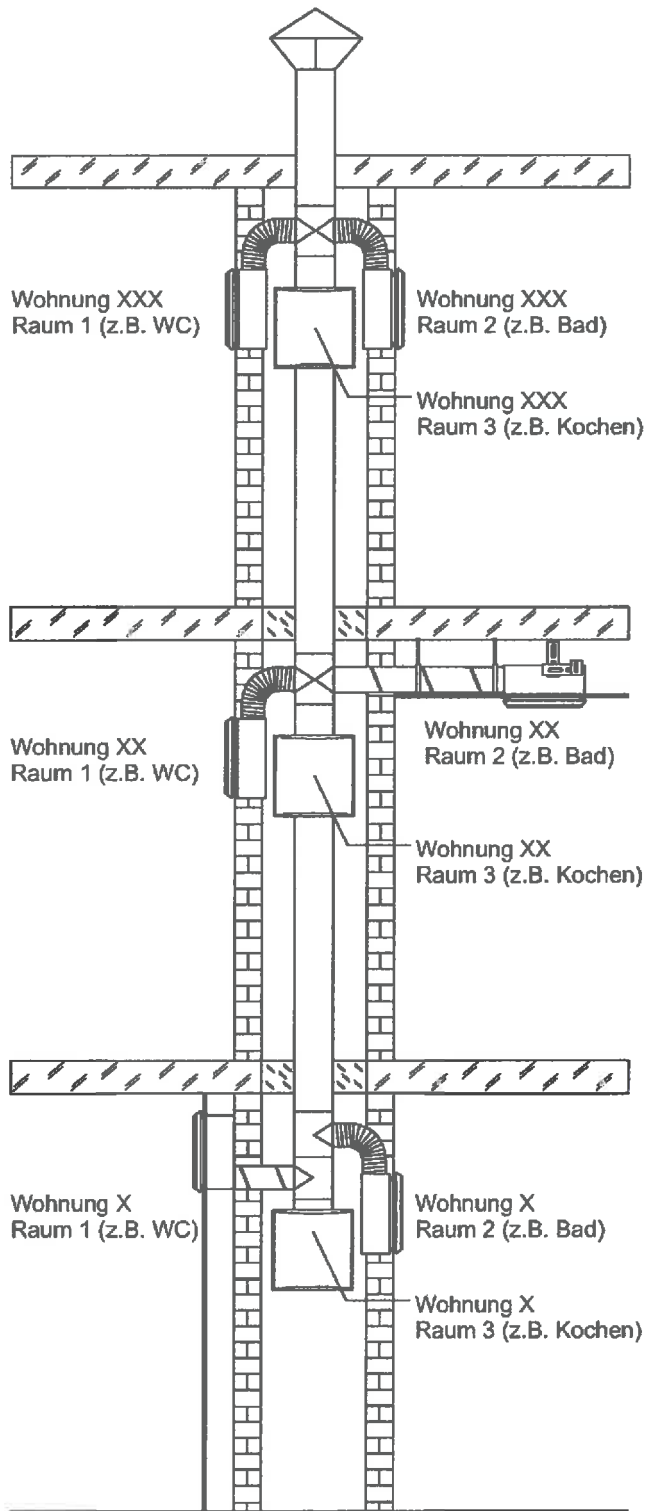 Wohnung XXX
Raum 1 (z.B. WC)
Wohnung XXX
Raum 2 (z.B. Bad)
Wohnung XXX
Raum 3 (z.B. Kochen)
Wohnung XX
Raum 1 (z.B. WC)
Wohnung XX
Raum 2 (z.B. Bad)
Wohnung XX
Raum 3 (z.B. Kochen)
Wohnung X
Raum 1 (z.B. WC)
Wohnung X
Raum 2 (z.B. Bad)
Wohnung X
Raum 3 (z.B. Kochen)